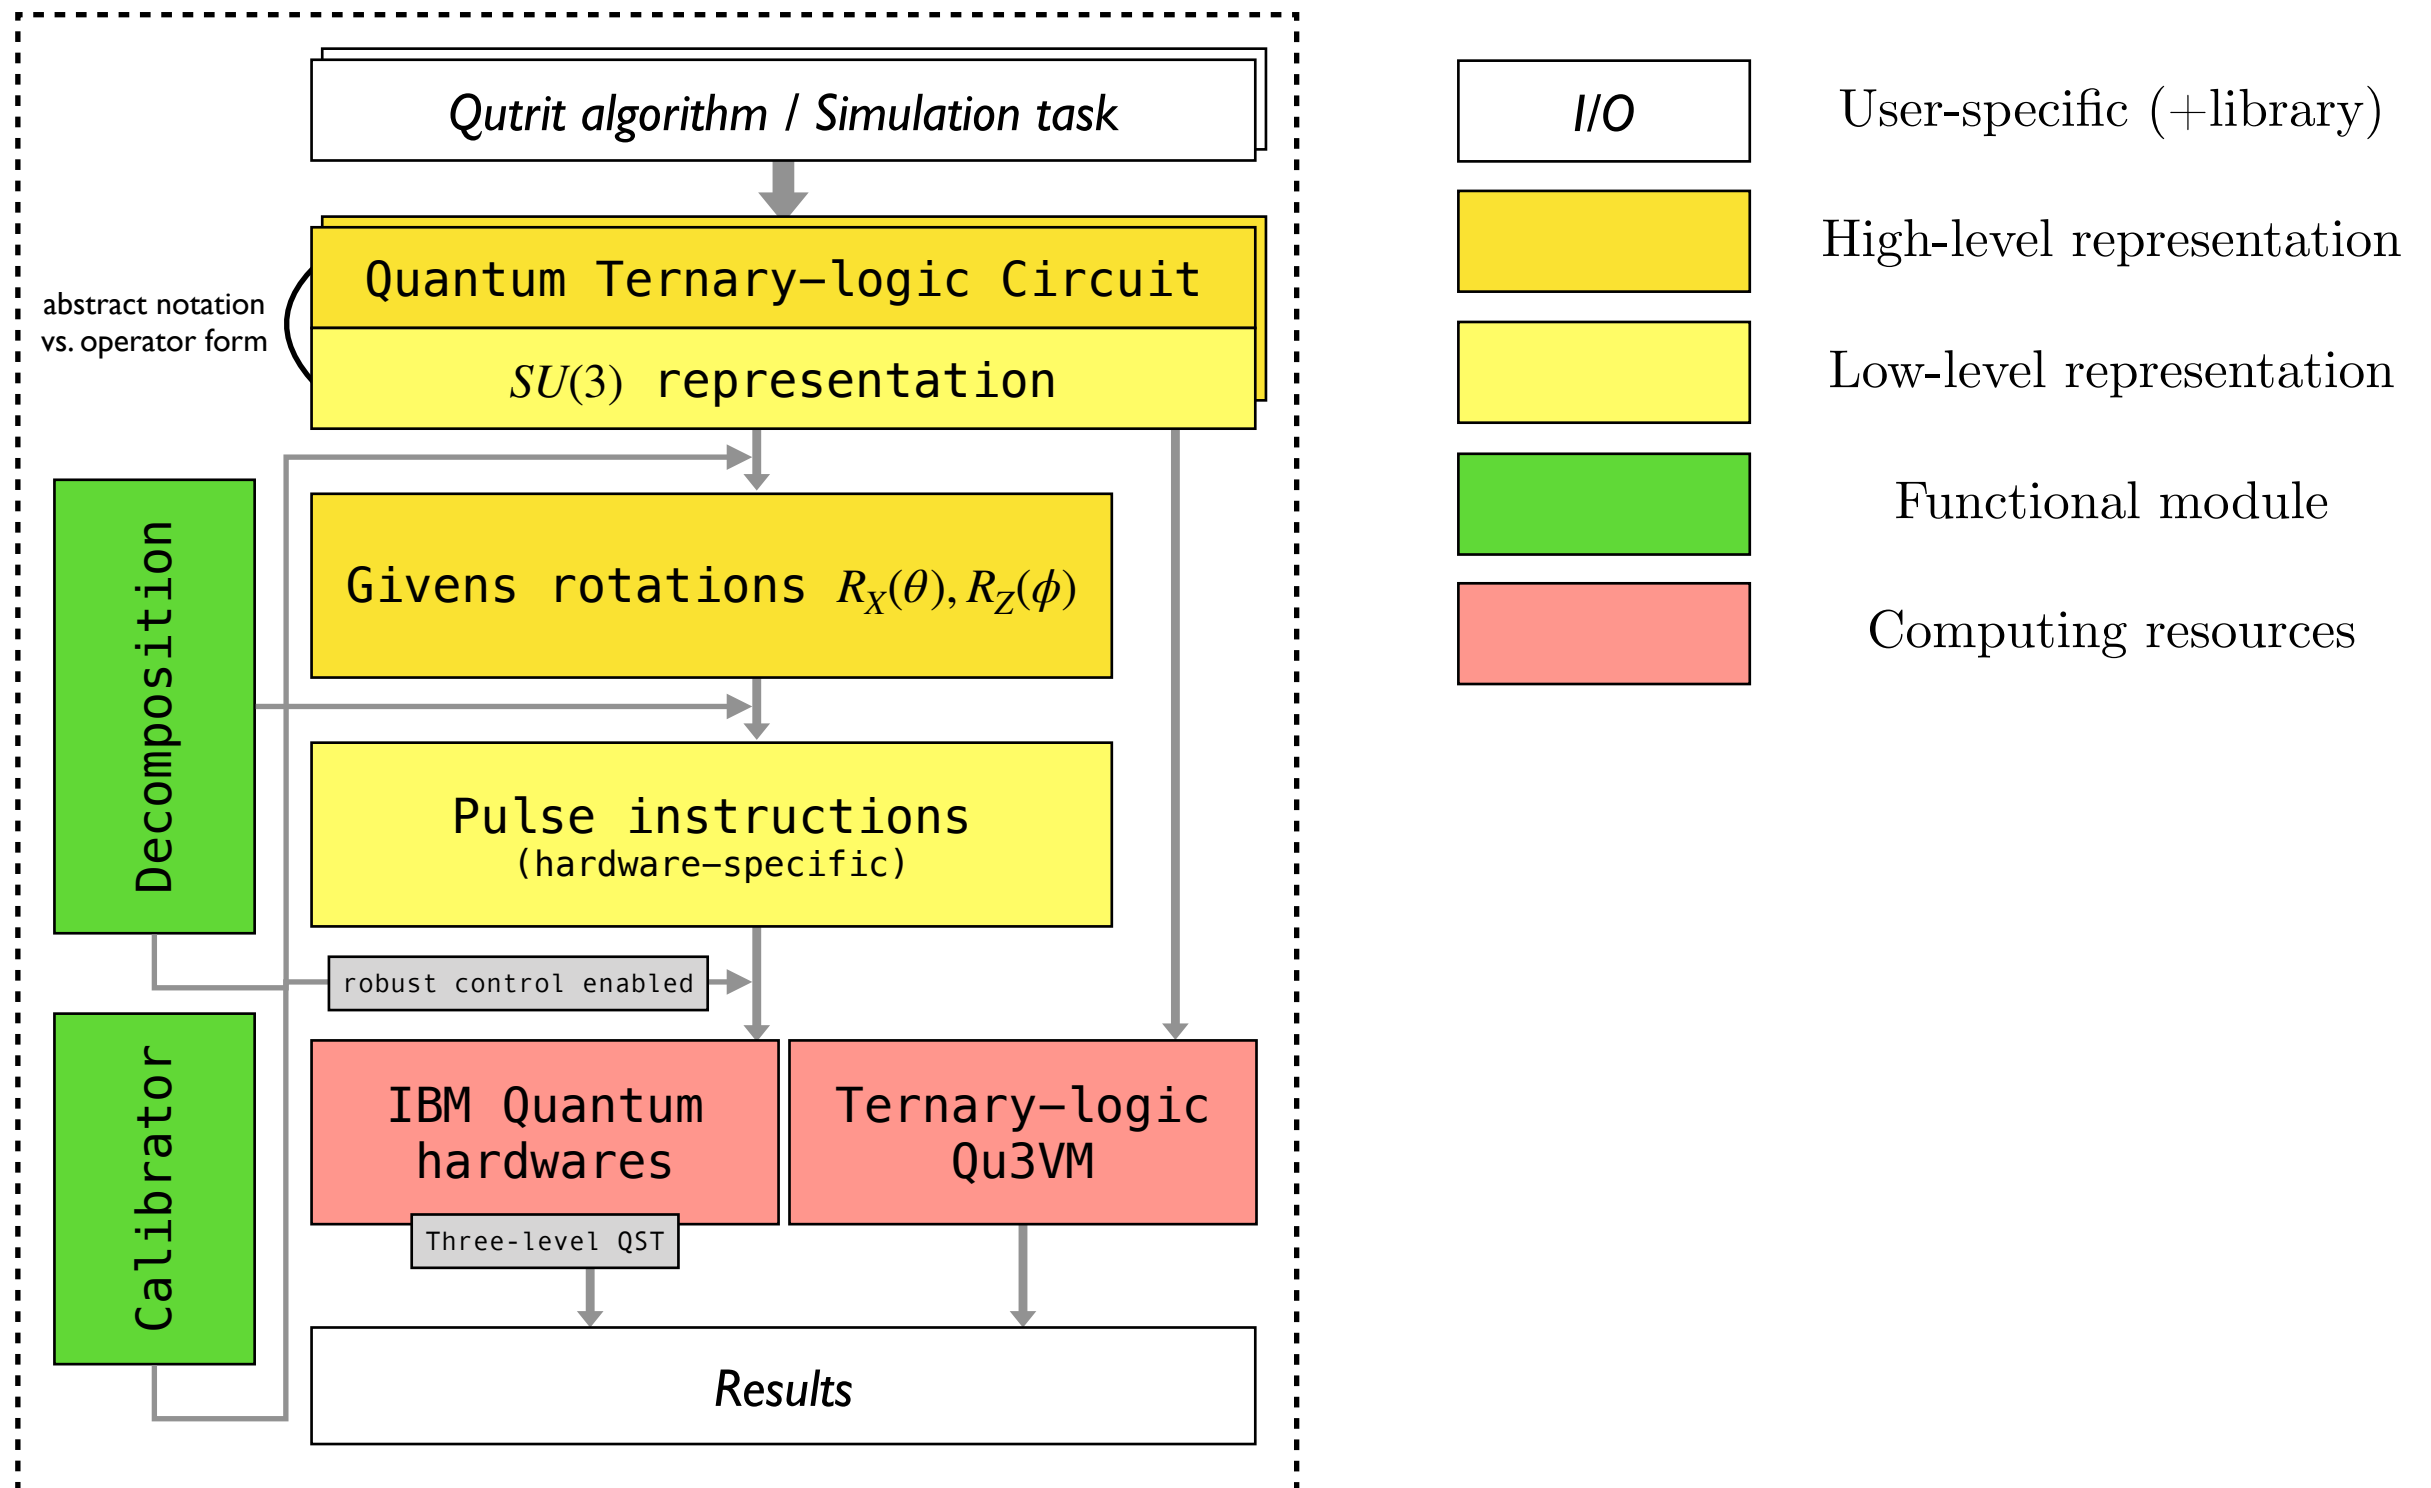 Qutrit algorithm / Simulation task
Quantum Ternary-logic Circuit
abstract notation
vs. operator form
SU(3) representation
Decomposition
Givens rotations R_X(θ), R_Z(ϕ)
Pulse instructions
(hardware-specific)
robust control enabled
Calibrator
IBM Quantum
hardwares
Ternary-logic
Qu3VM
Three-level QST
Results
I/O
User-specific (+library)
High-level representation
Low-level representation
Functional module
Computing resources